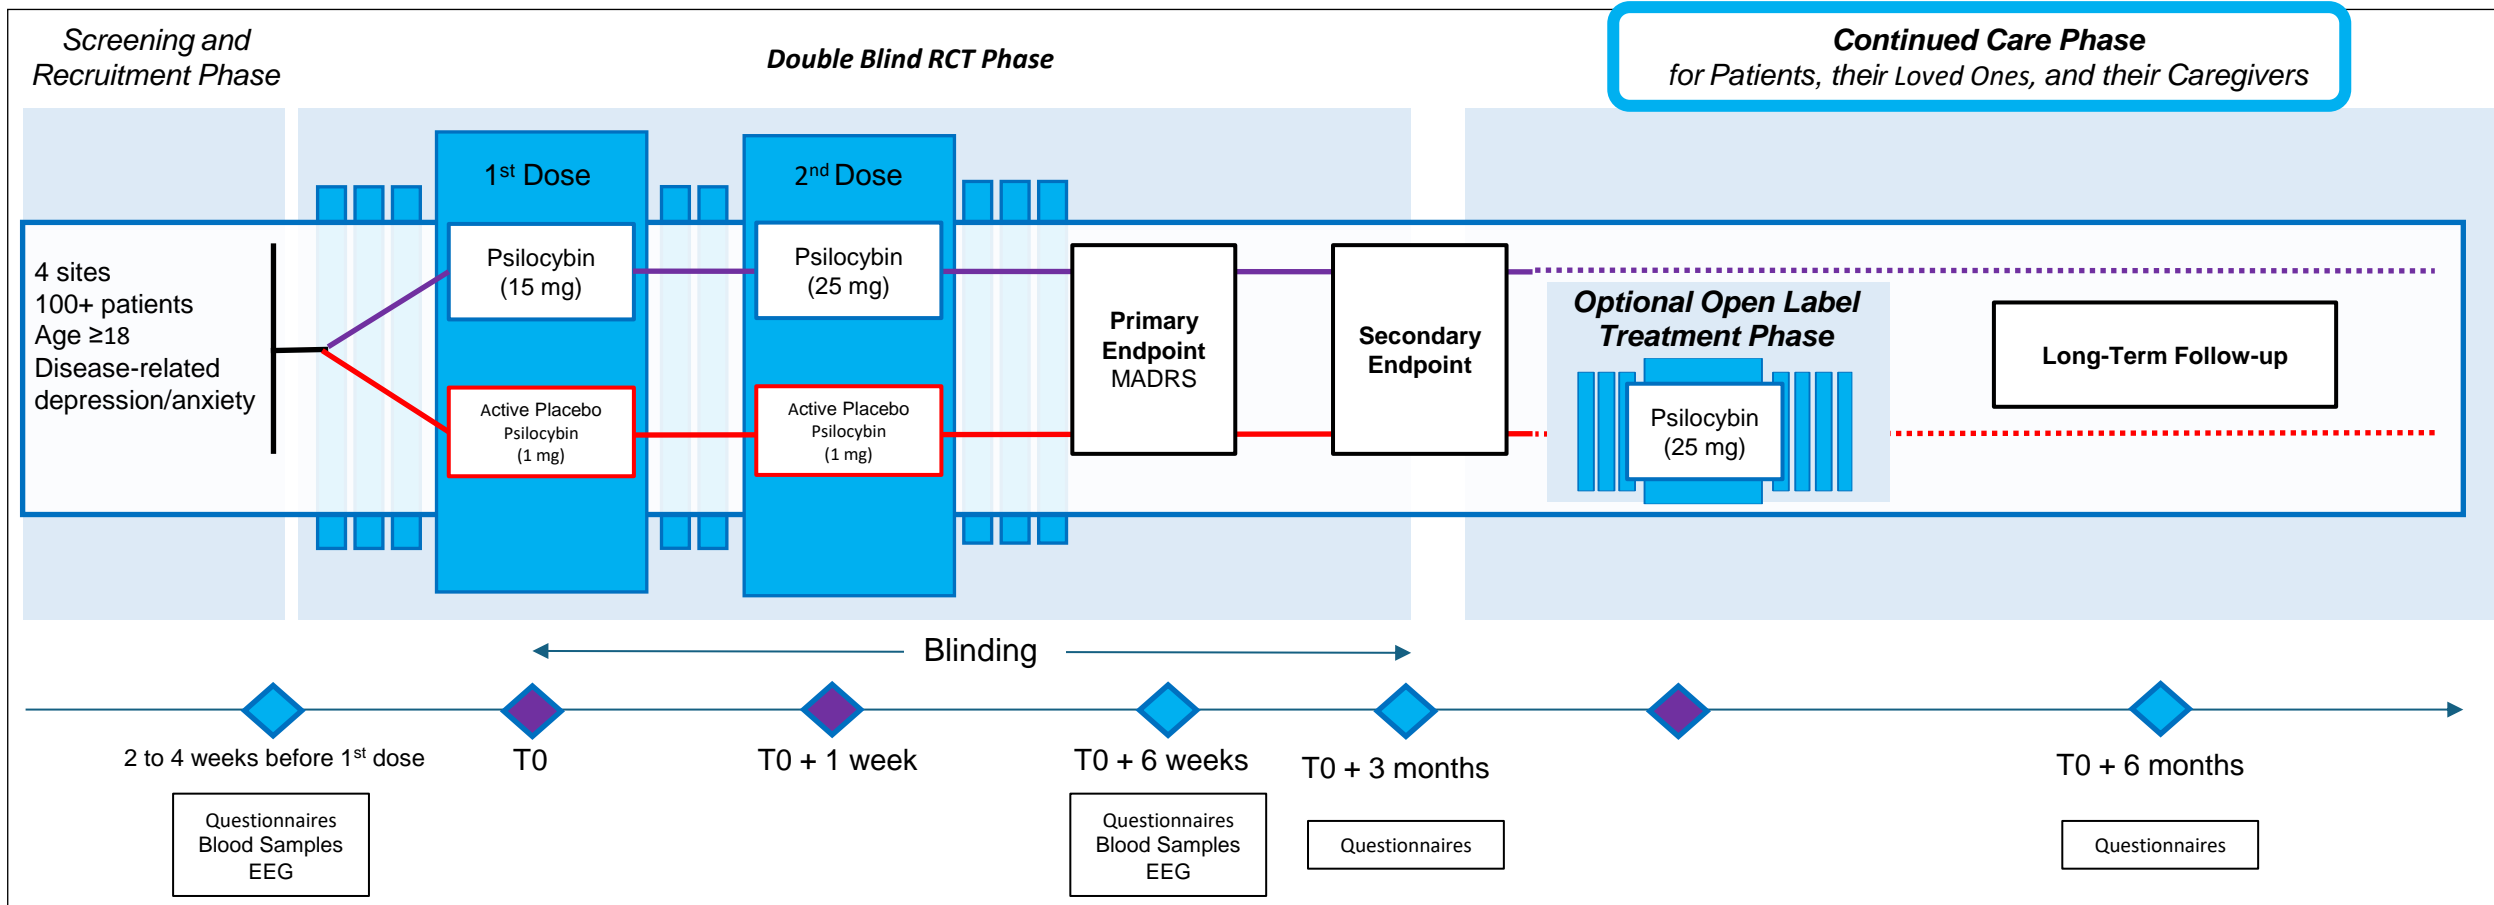 Screening and
Recruitment Phase
Double Blind RCT Phase
Continued Care Phase
for Patients, their Loved Ones, and their Caregivers
1st Dose
2nd Dose
4 sites
100+ patients
Age ≥18
Disease-related
depression/anxiety
Psilocybin
(15 mg)
Psilocybin
(25 mg)
Active Placebo
Psilocybin
(1 mg)
Active Placebo
Psilocybin
(1 mg)
Primary
Endpoint
MADRS
Secondary
Endpoint
Optional Open Label
Treatment Phase
Psilocybin
(25 mg)
Long-Term Follow-up
Blinding
2 to 4 weeks before 1st dose
T0
T0 + 1 week
T0 + 6 weeks
T0 + 3 months
T0 + 6 months
Questionnaires
Blood Samples
EEG
Questionnaires
Blood Samples
EEG
Questionnaires
Questionnaires